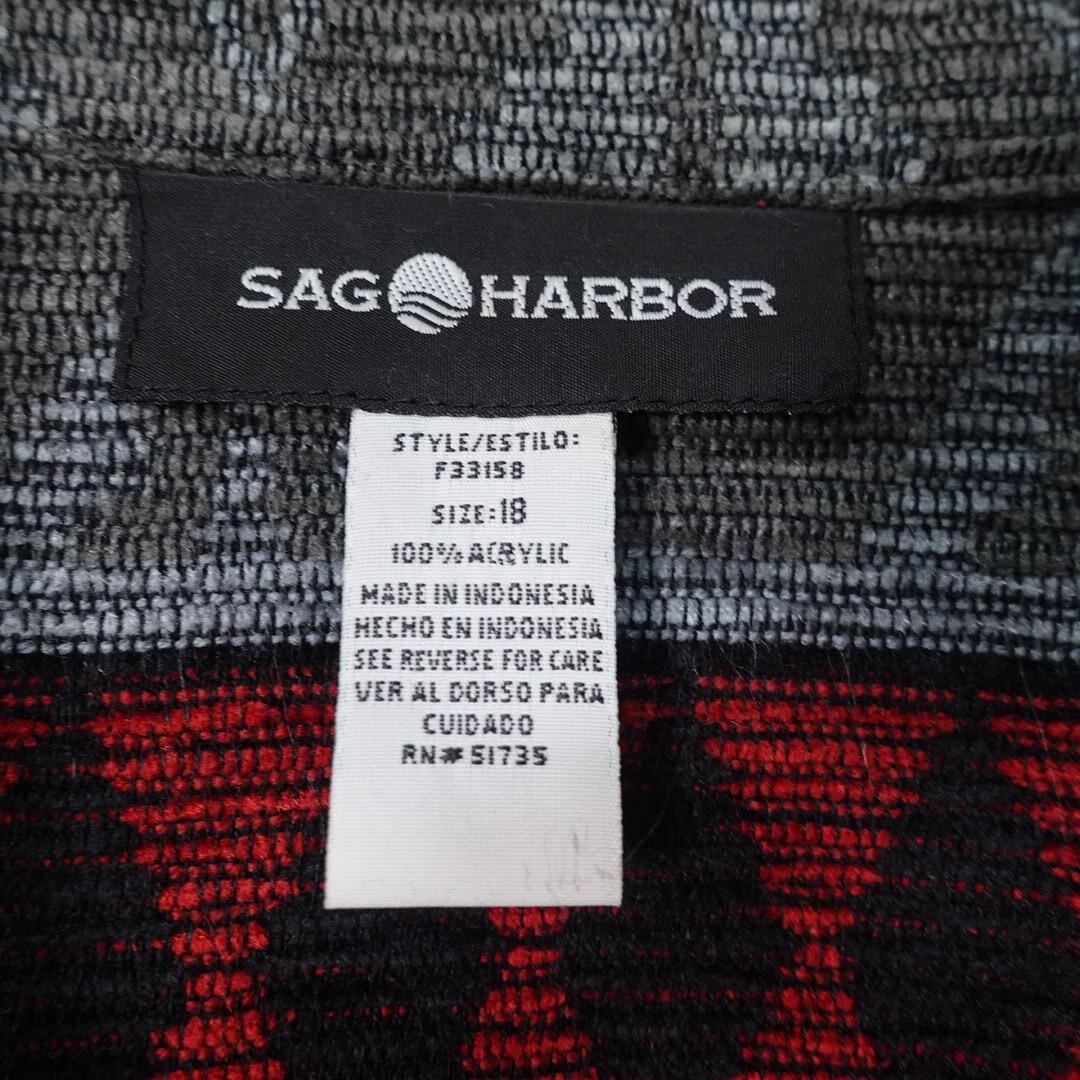 SAG HARBOR
STYLE/ESTILO:
F33158
SIZE:18
100% ACRYLIC
MADE IN INDONESIA
HECHO EN INDONESIA
SEE REVERSE FOR CARE
VER AL DORSO PARA
CUIDADO
RN# 51735